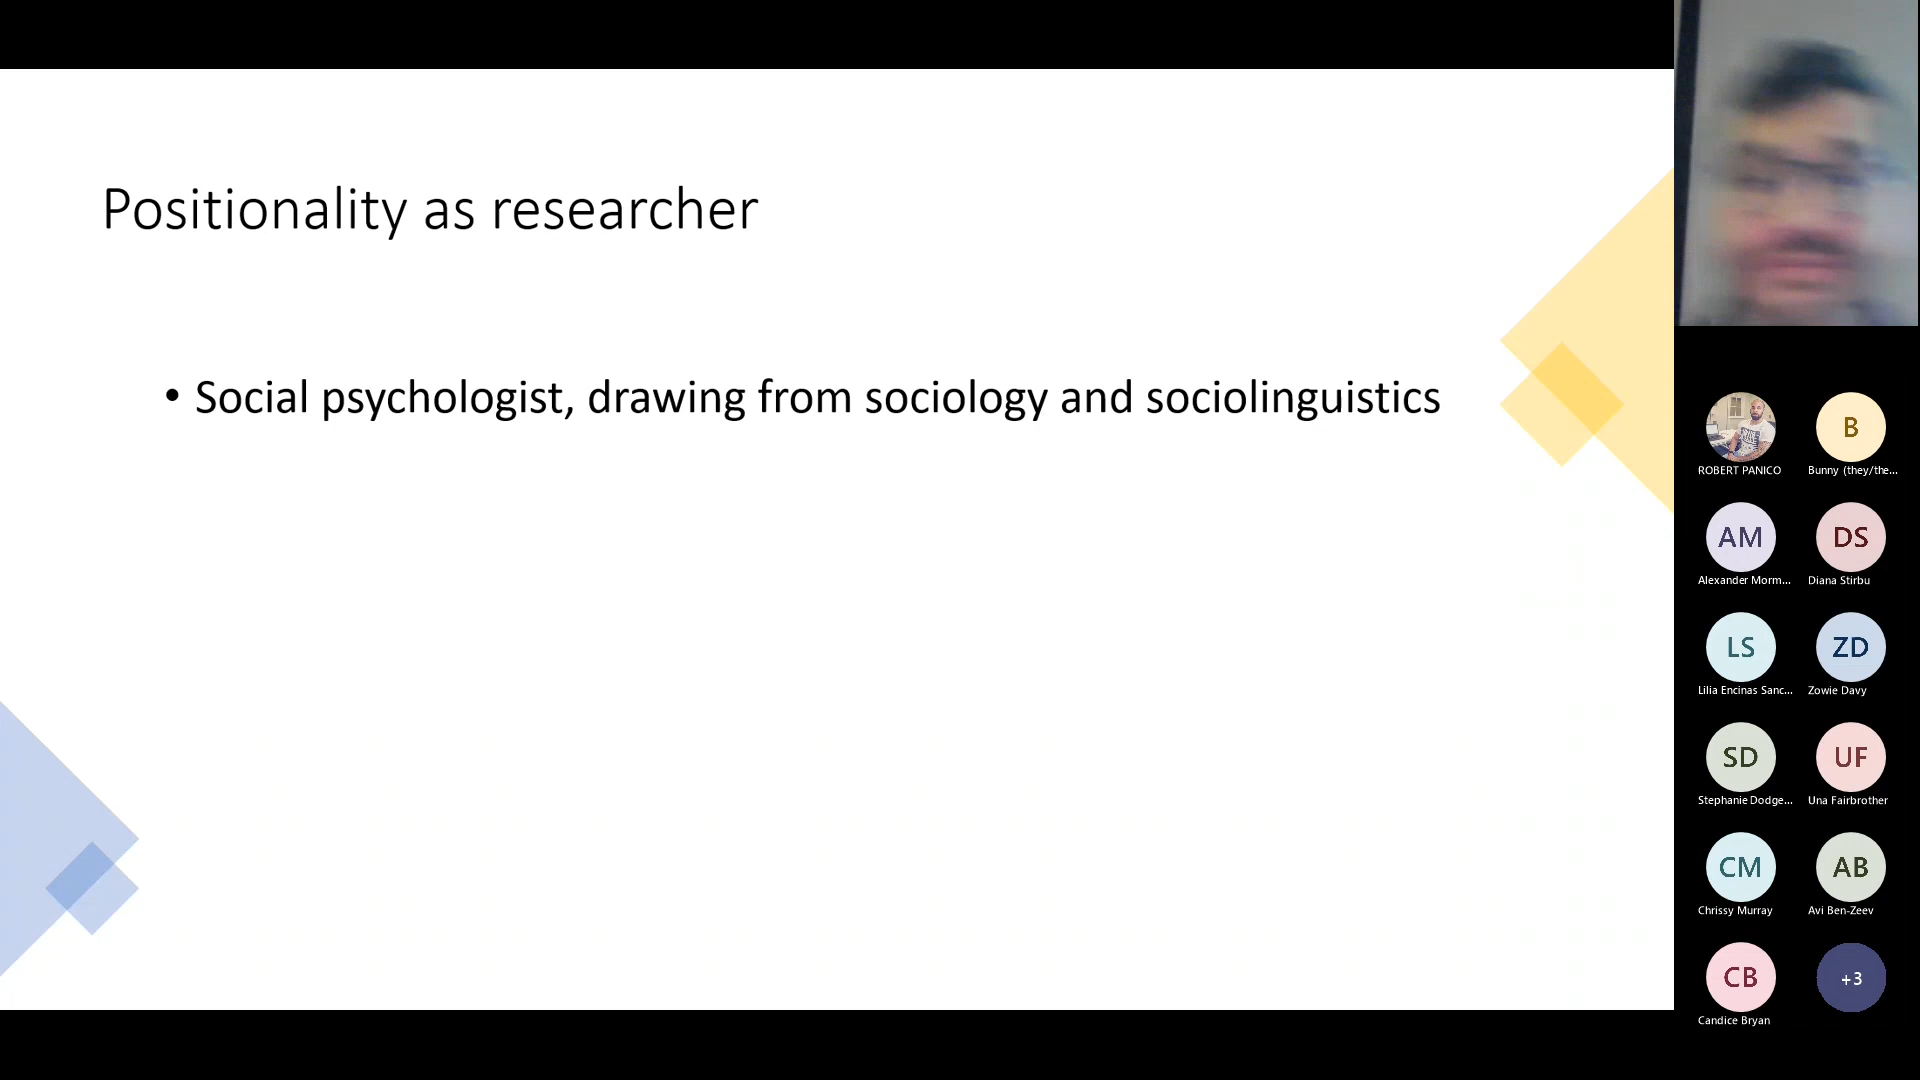 Positionality as researcher
• Social psychologist, drawing from sociology and sociolinguistics
ROBERT PANICO
B
Bunny (they/the...
AM
Alexander Morm...
DS
Diana Stirbu
LS
Lilia Encinas Sanc...
ZD
Zowie Davy
SD
Stephanie Dodge...
UF
Una Fairbrother
CM
Chrissy Murray
AB
Avi Ben-Zeev
CB
Candice Bryan
+3